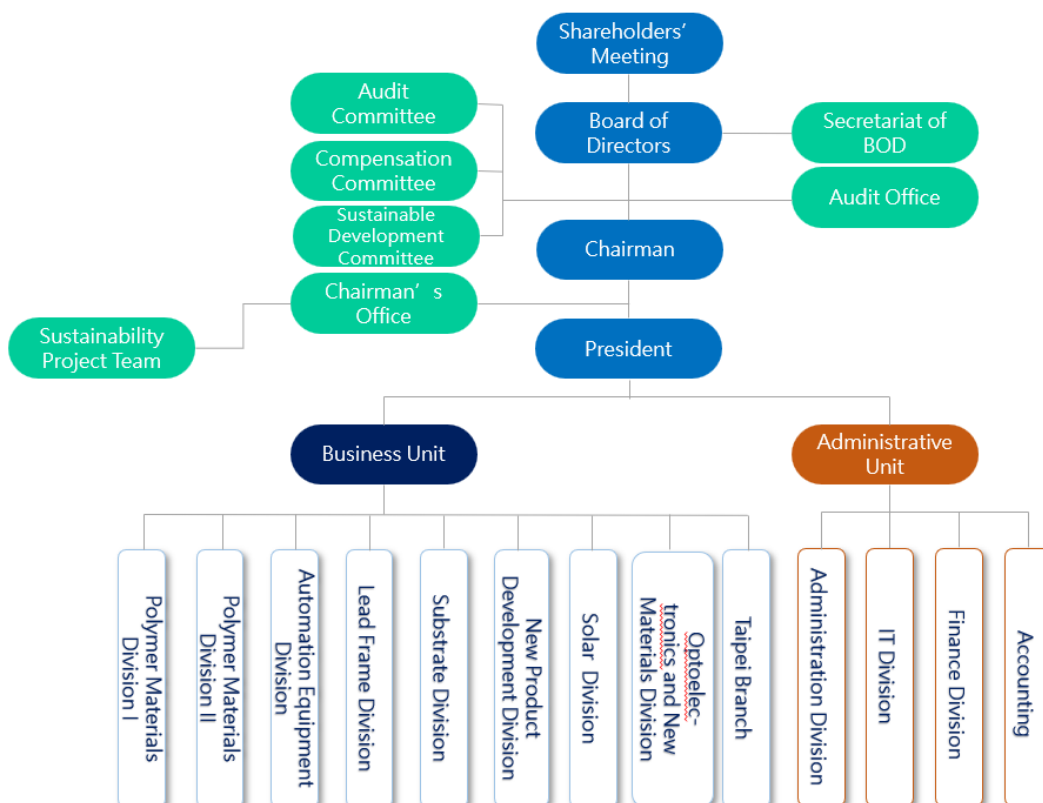 Shareholders’
Meeting
Audit
Committee
Board of
Directors
Secretariat of
BOD
Compensation
Committee
Audit Office
Sustainable
Development
Committee
Chairman
Chairman’ s
Office
Sustainability
Project Team
President
Business Unit
Administrative
Unit
Polymer Materials
Division I
Polymer Materials
Division II
Automation Equipment
Division
Lead Frame Division
Substrate Division
New Product
Development Division
Solar Division
Optoelec-
tronics and New
Materials Division
Taipei Branch
Administration Division
IT Division
Finance Division
Accounting